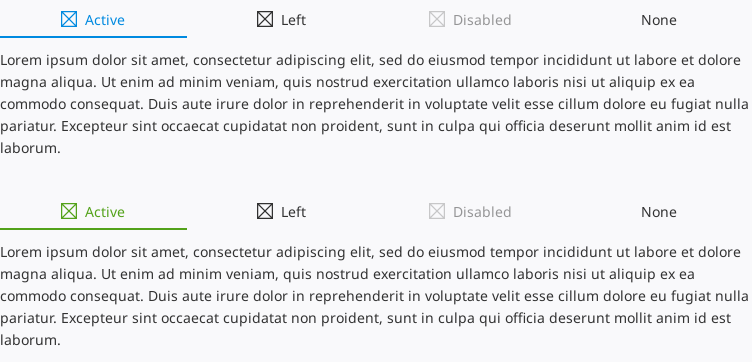 Active Left Disabled None
Lorem ipsum dolor sit amet, consectetur adipiscing elit, sed do eiusmod tempor incididunt ut labore et dolore
magna aliqua. Ut enim ad minim veniam, quis nostrud exercitation ullamco laboris nisi ut aliquip ex ea
commodo consequat. Duis aute irure dolor in reprehenderit in voluptate velit esse cillum dolore eu fugiat nulla
pariatur. Excepteur sint occaecat cupidatat non proident, sunt in culpa qui officia deserunt mollit anim id est
laborum.
Active Left Disabled None
Lorem ipsum dolor sit amet, consectetur adipiscing elit, sed do eiusmod tempor incididunt ut labore et dolore
magna aliqua. Ut enim ad minim veniam, quis nostrud exercitation ullamco laboris nisi ut aliquip ex ea
commodo consequat. Duis aute irure dolor in reprehenderit in voluptate velit esse cillum dolore eu fugiat nulla
pariatur. Excepteur sint occaecat cupidatat non proident, sunt in culpa qui officia deserunt mollit anim id est
laborum.